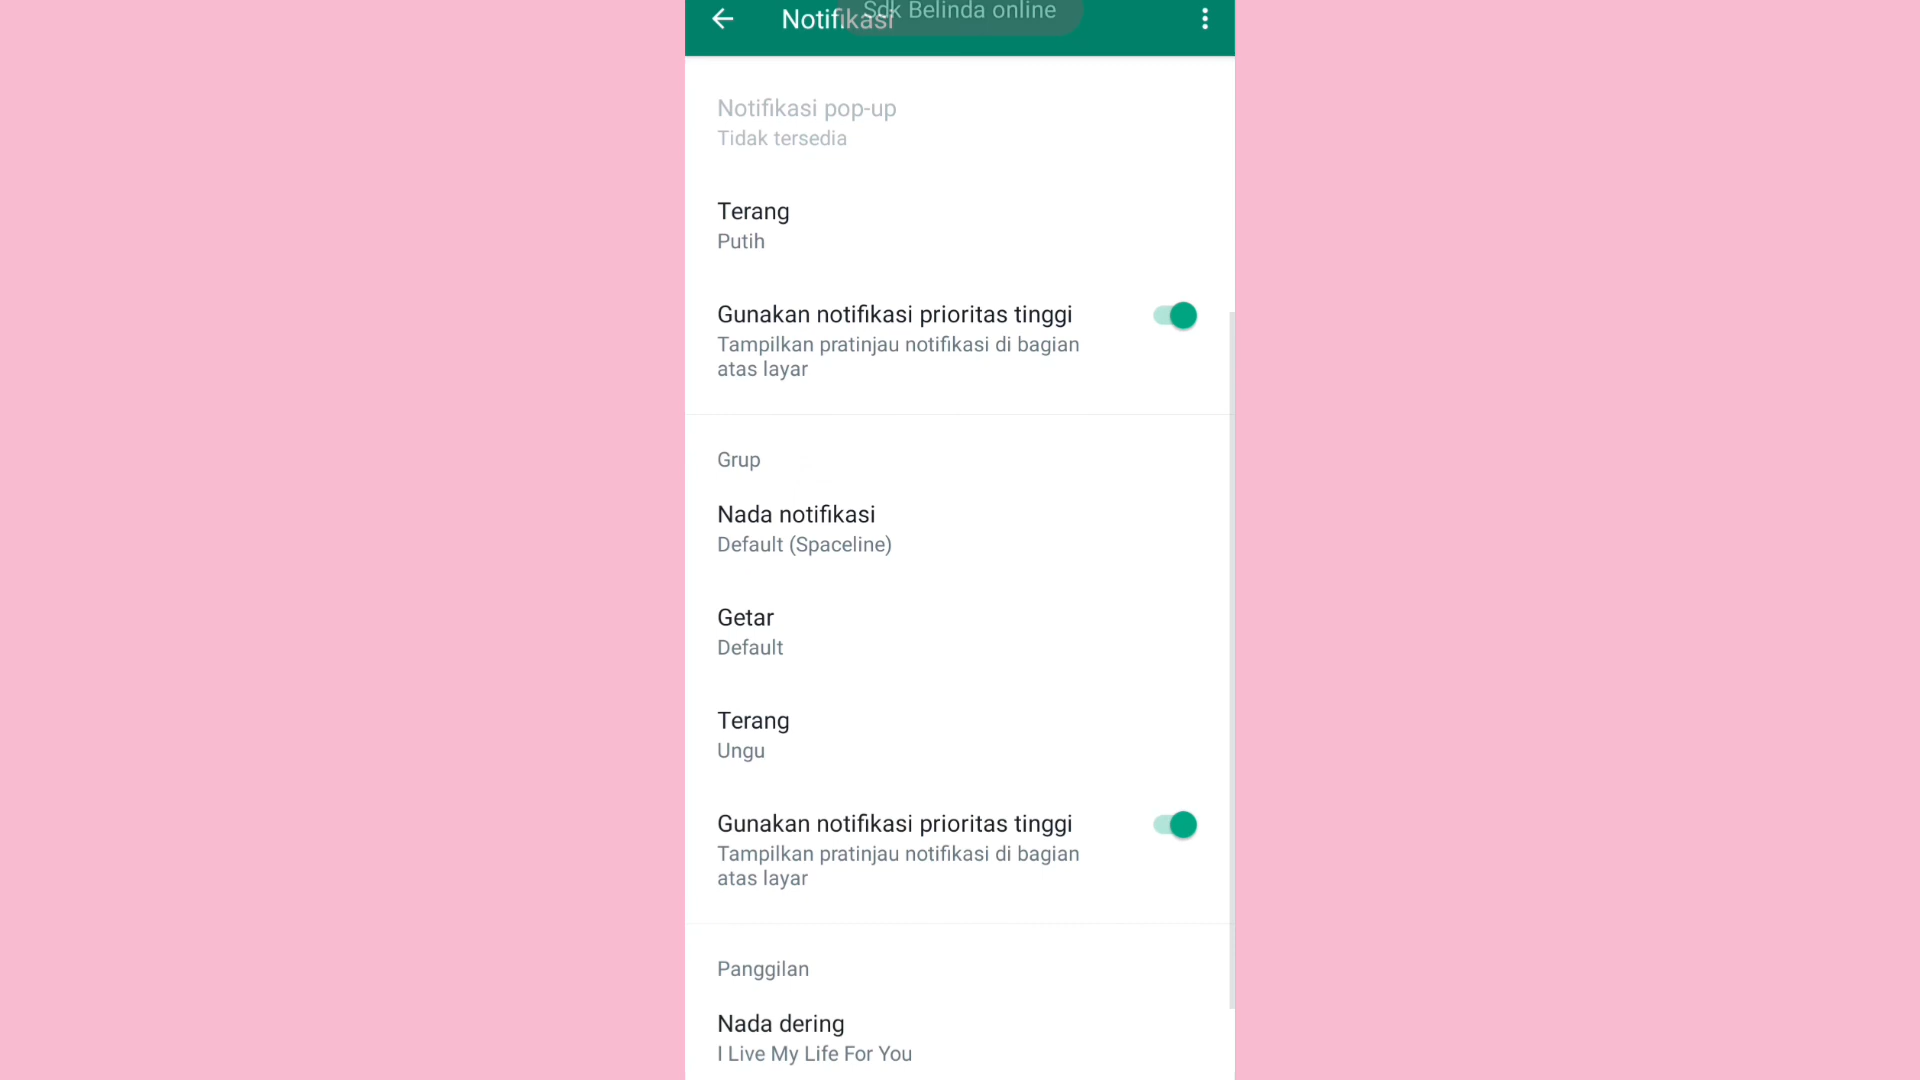 Sdk Belinda online
Notifikasi
Notifikasi pop-up
Tidak tersedia
Terang
Putih
Gunakan notifikasi prioritas tinggi
Tampilkan pratinjau notifikasi di bagian
atas layar
Grup
Nada notifikasi
Default (Spaceline)
Getar
Default
Terang
Ungu
Gunakan notifikasi prioritas tinggi
Tampilkan pratinjau notifikasi di bagian
atas layar
Panggilan
Nada dering
I Live My Life For You